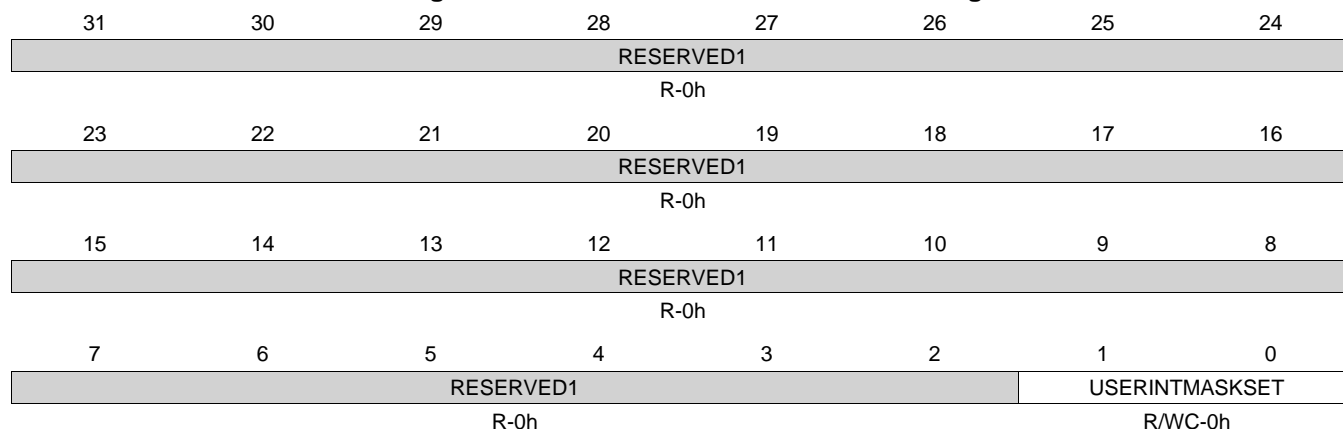 31 30 29 28 27 26 25 24
RESERVED1
R-0h
23 22 21 20 19 18 17 16
RESERVED1
R-0h
15 14 13 12 11 10 9 8
RESERVED1
R-0h
7 6 5 4 3 2 1 0
RESERVED1 USERINTMASKSET
R-0h R/WC-0h